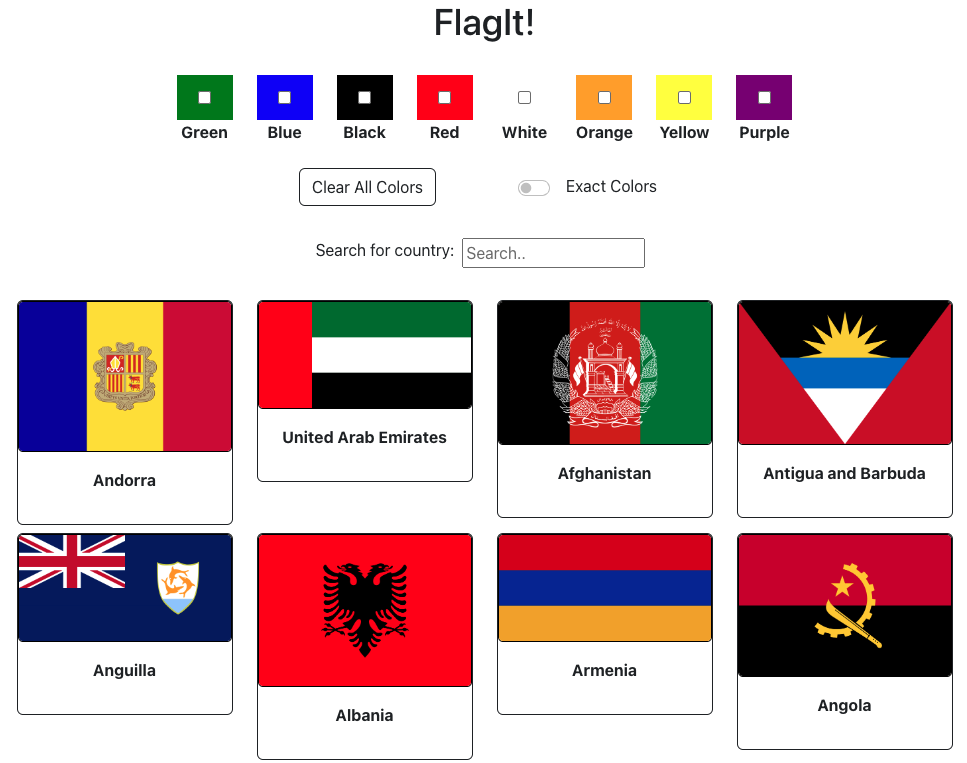 FlagIt!
Green Blue Black Red White Orange Yellow Purple
Clear All Colors Exact Colors
Search for country: Search..
Andorra United Arab Emirates Afghanistan Antigua and Barbuda
Anguilla Albania Armenia Angola